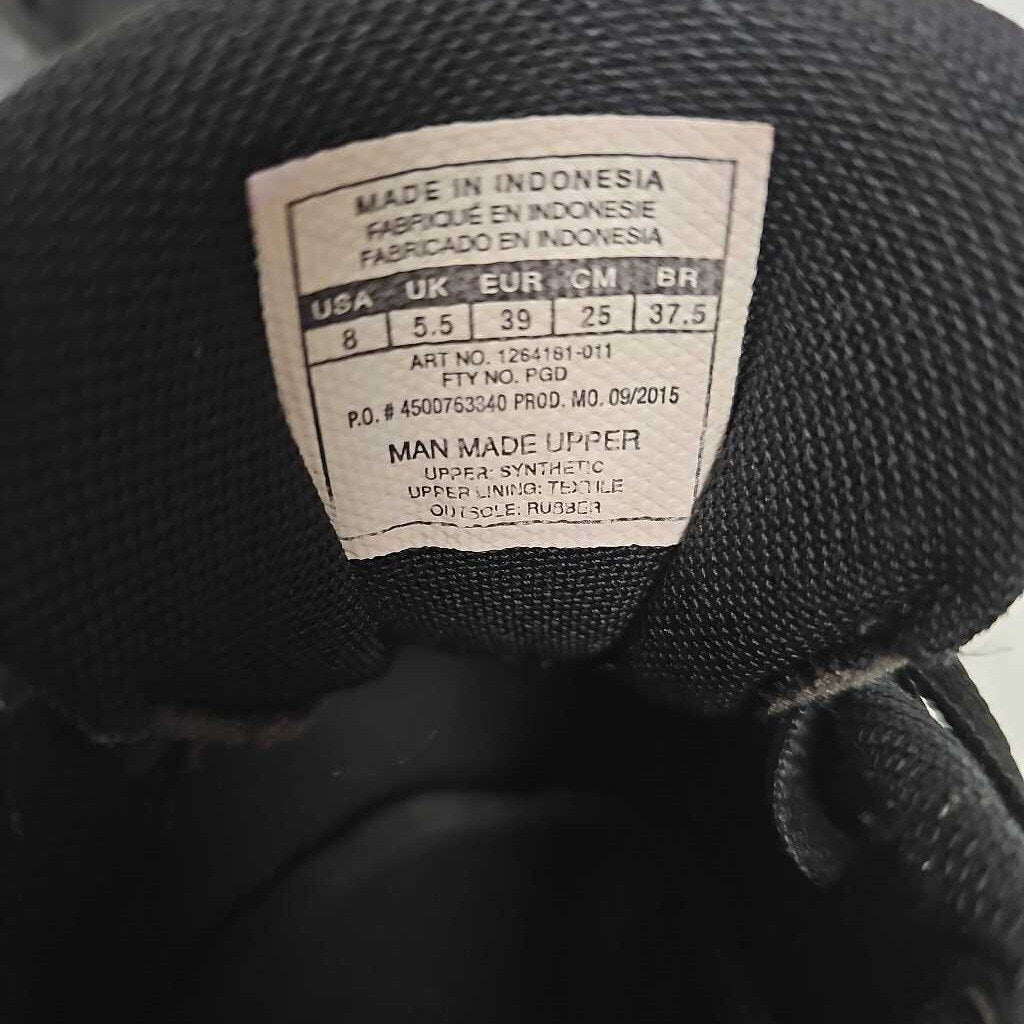 MADE IN INDONESIA
FABRIQUÉ EN INDONESIE
FABRICADO EN INDONESIA
USA UK EUR CM BR
8 5.5 39 25 37.5
ART NO. 1264181-011
FTY NO. PGD
P.O. # 4500763340 PROD. MO. 09/2015
MAN MADE UPPER
UPPER: SYNTHETIC
UPPER LINING: TEXTILE
OUTSOLE: RUBBER